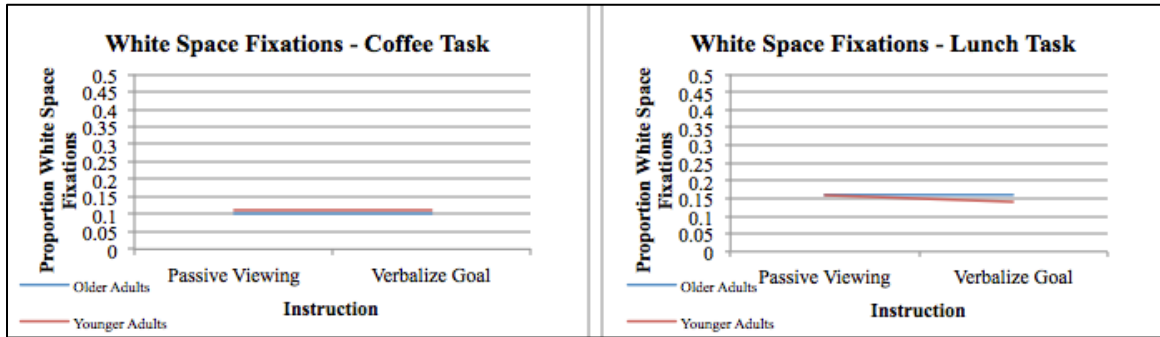 White Space Fixations - Coffee Task
Proportion White Space
Fixations
0.5
0.45
0.4
0.35
0.3
0.25
0.2
0.15
0.1
0.05
0
Passive Viewing
Verbalize Goal
Older Adults
Instruction
Younger Adults
White Space Fixations - Lunch Task
Proportion White Space
Fixations
0.5
0.45
0.4
0.35
0.3
0.25
0.2
0.15
0.1
0.05
0
Passive Viewing
Verbalize Goal
Older Adults
Instruction
Younger Adults